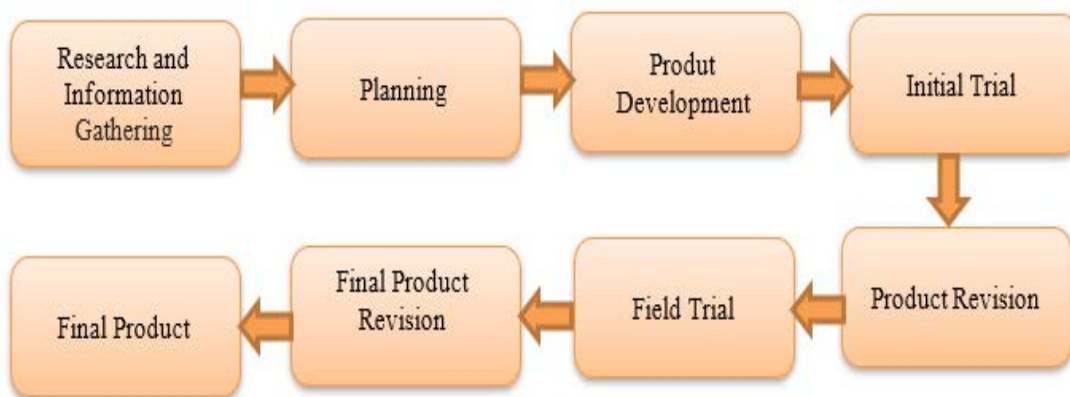 Research and
Information
Gathering
Planning
Produt
Development
Initial Trial
Product Revision
Field Trial
Final Product
Revision
Final Product